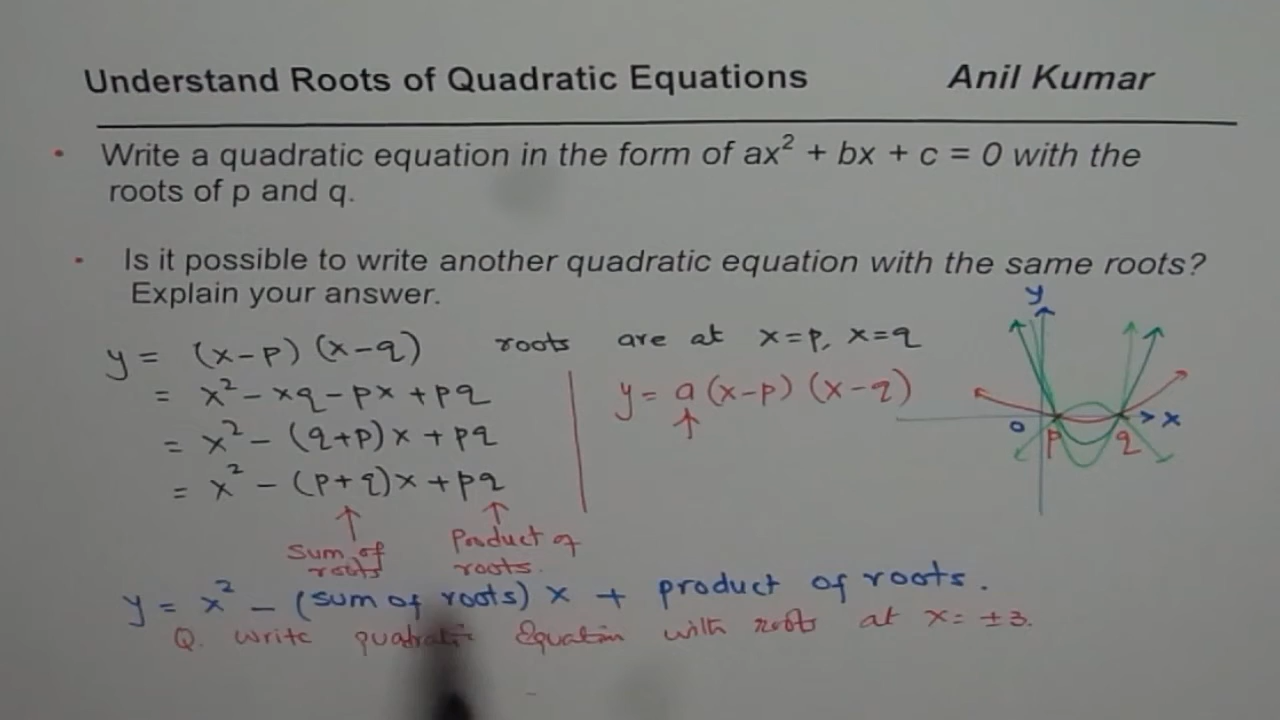 Understand Roots of Quadratic Equations Anil Kumar
• Write a quadratic equation in the form of ax² + bx + c = 0 with the
roots of p and q.
• Is it possible to write another quadratic equation with the same roots?
Explain your answer.
y
y = (x-p) (x-q) roots are at x=p, x=q
= x² - xq - px + pq y = a (x-p) (x-q)
0 x
= x² - (q+p)x + pq p q
= x² - (p+q)x + pq
Sum of Product of
roots roots.
y = x² - (sum of roots) x + product of roots.
Q. Write quadratic Equation with roots at x = ±3.